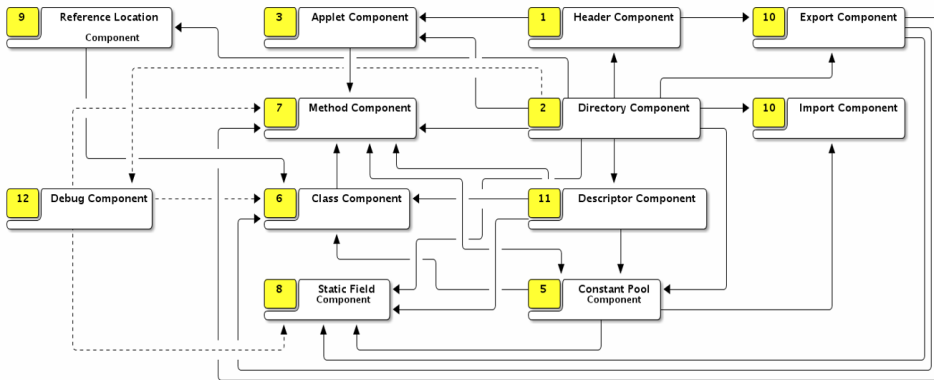 9 Reference Location
Component
3 Applet Component
1 Header Component
10 Export Component
7 Method Component
2 Directory Component
10 Import Component
12 Debug Component
6 Class Component
11 Descriptor Component
8 Static Field
Component
5 Constant Pool
Component